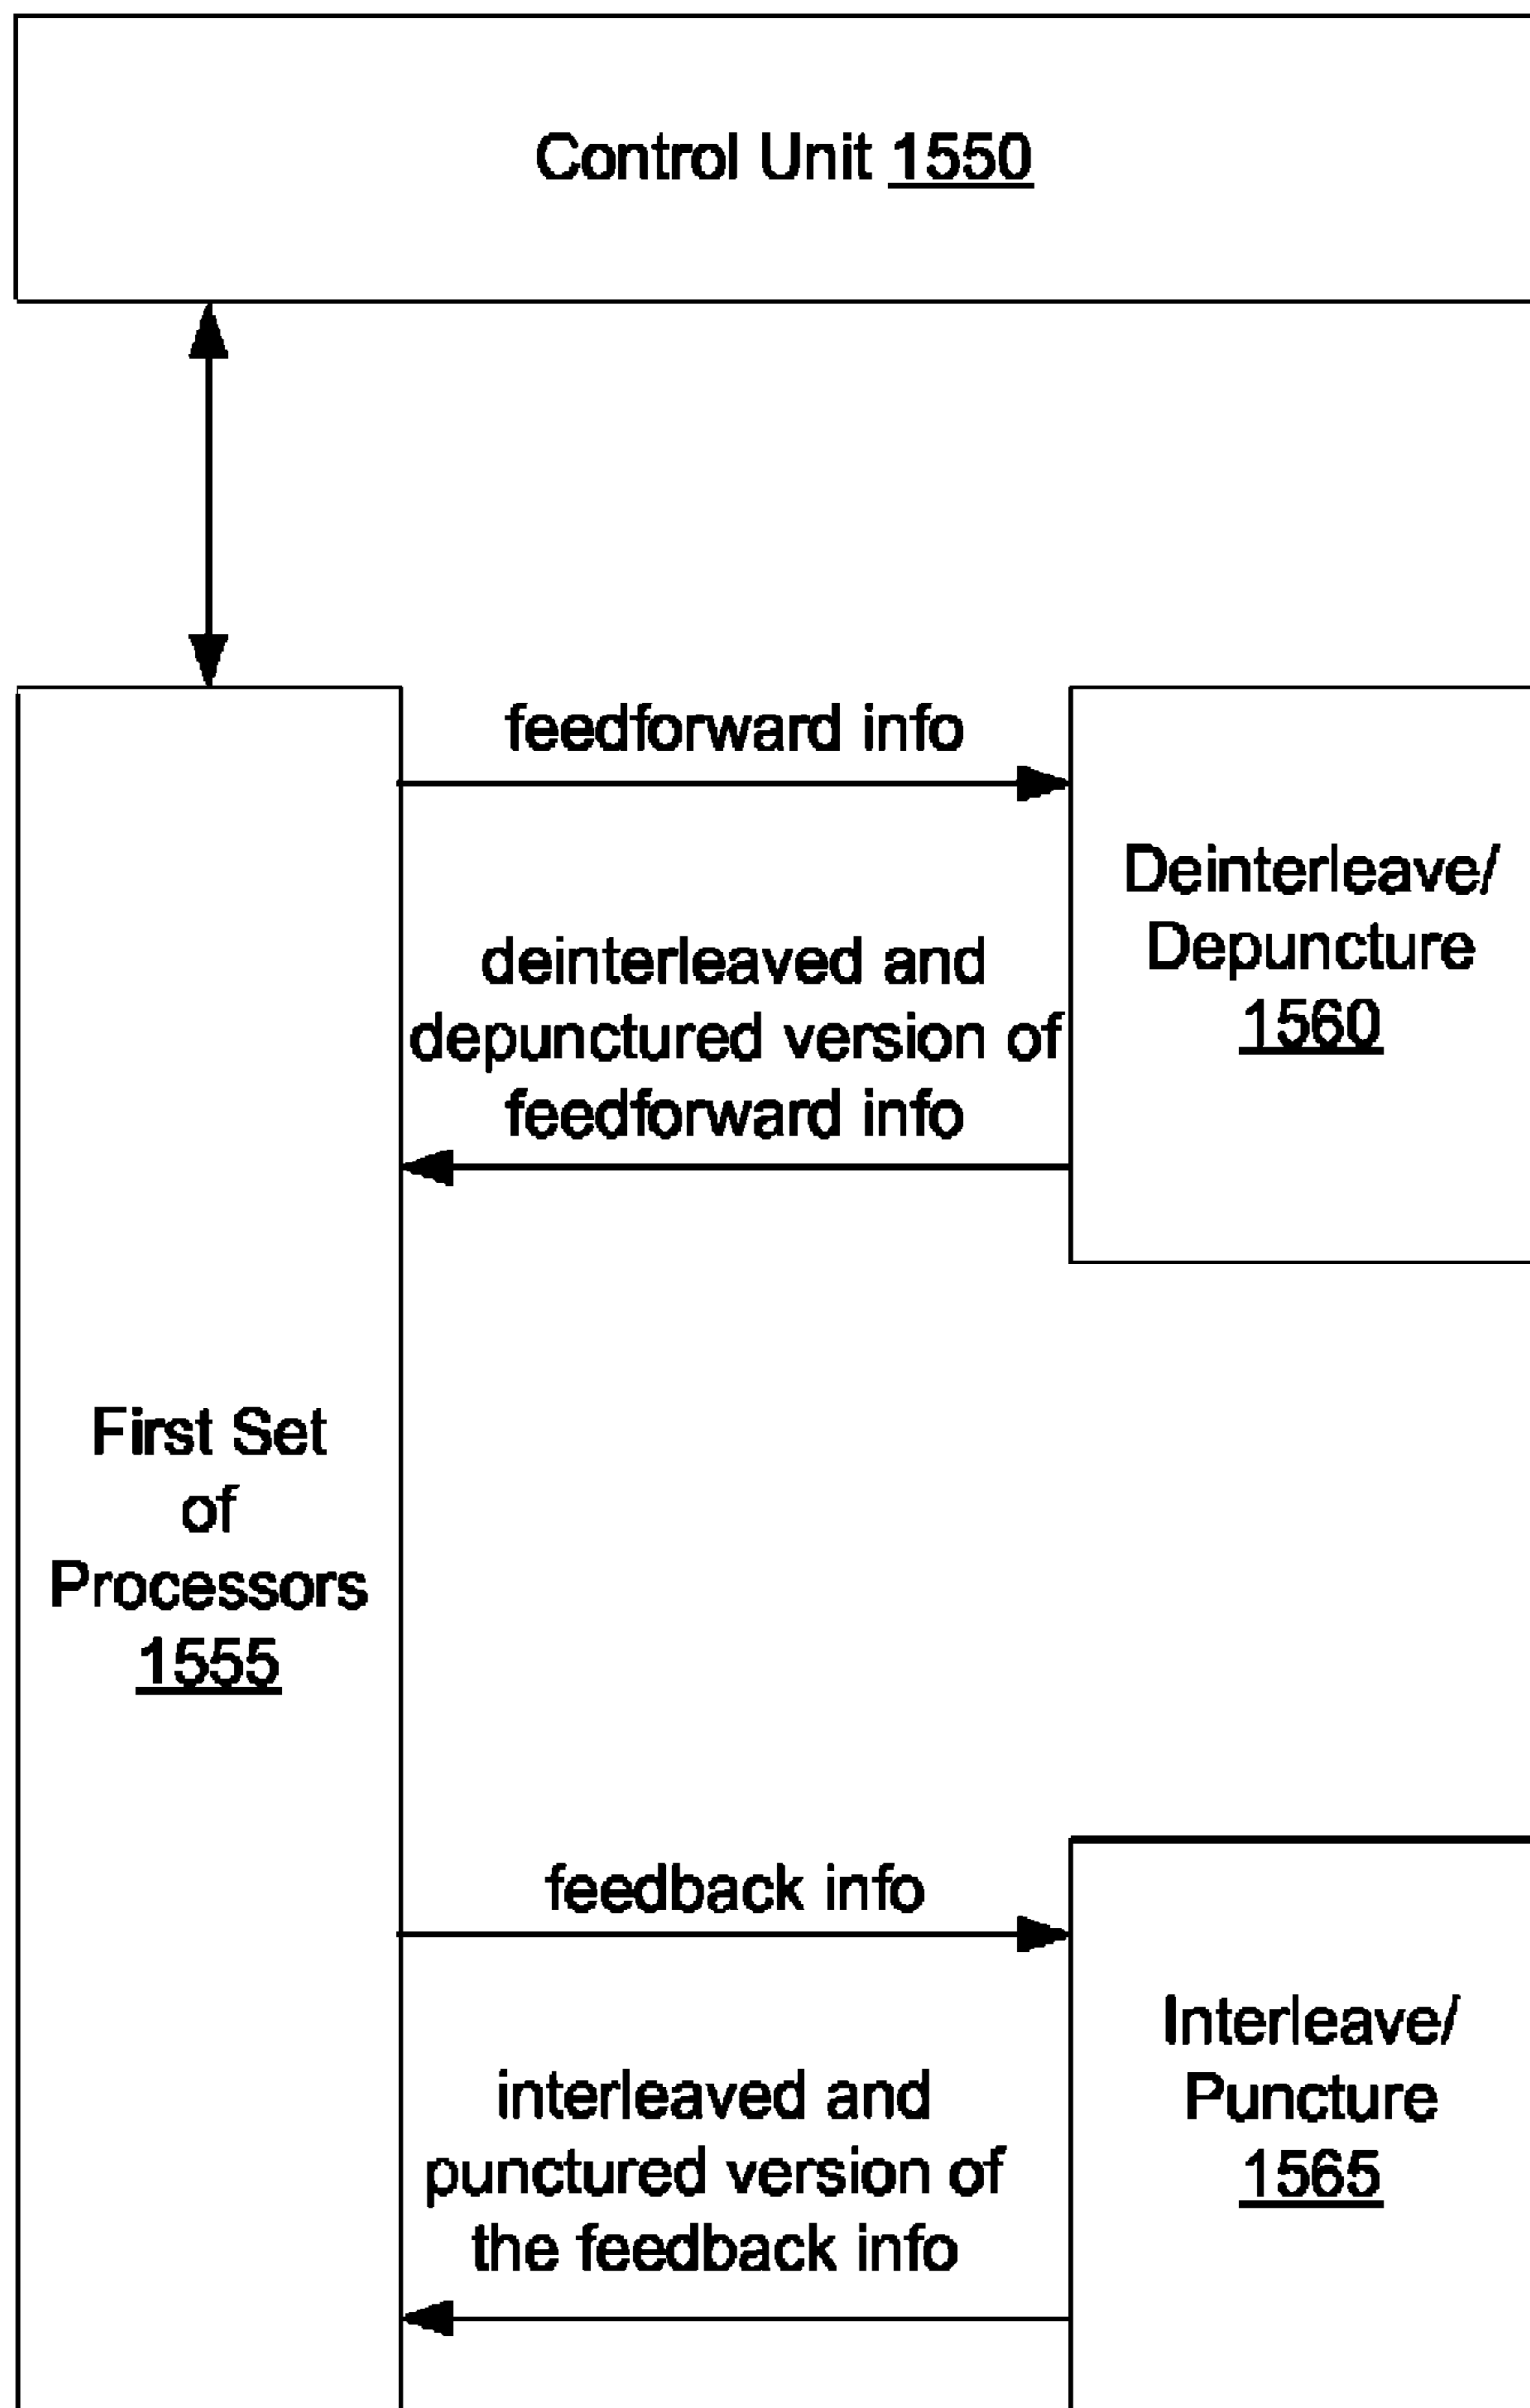 Control Unit 1550
feedforward info
Deinterleave/
Depuncture
1560
deinterleaved and
depunctured version of
feedforward info
First Set
of
Processors
1555
feedback info
Interleave/
Puncture
1565
interleaved and
punctured version of
the feedback info